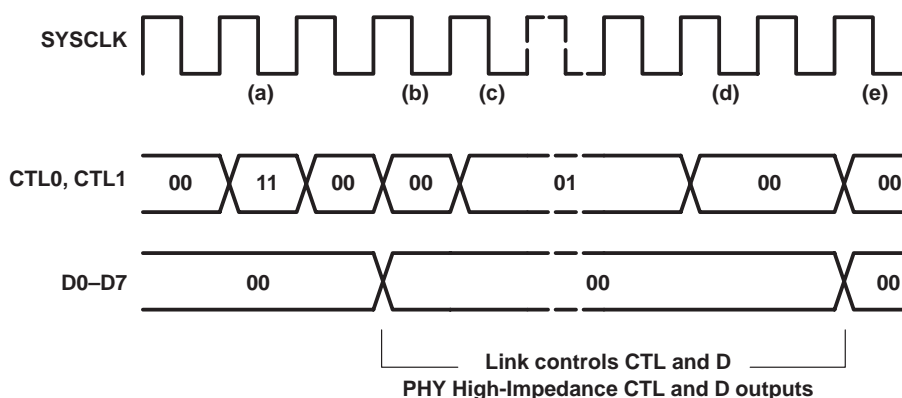 SYSCLK
(a) (b) (c) (d) (e)
CTL0, CTL1 00 11 00 00 01 00 00
D0–D7 00 00 00
Link controls CTL and D
PHY High-Impedance CTL and D outputs